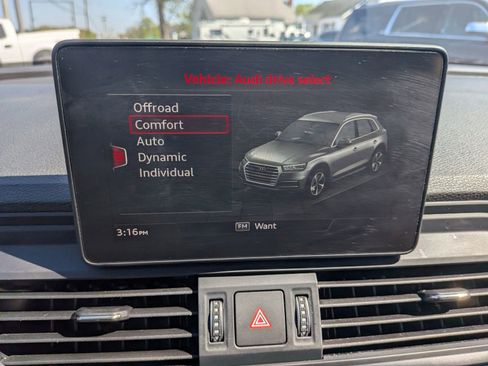 Vehicle: Audi drive select
Offroad
Comfort
Auto
Dynamic
Individual
3:16PM
FM Want